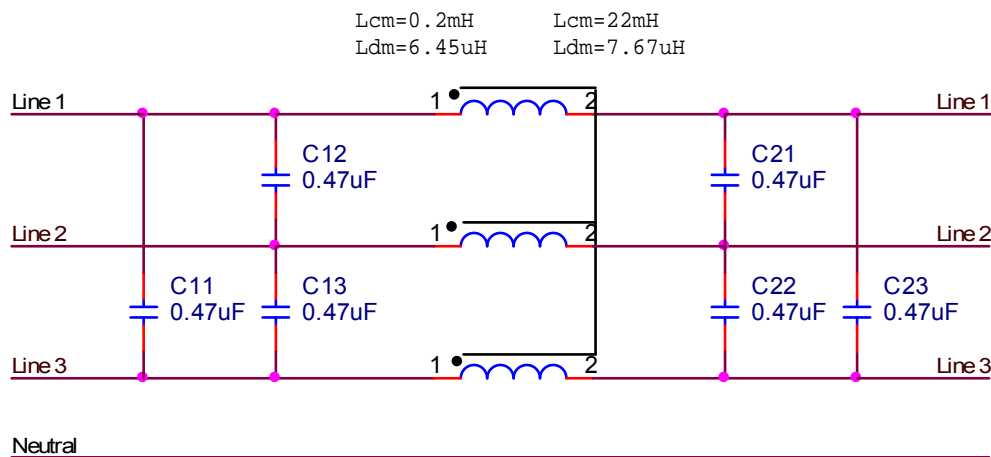 Lcm=0.2mH Lcm=22mH
Ldm=6.45uH Ldm=7.67uH
Line 1 1 2 Line 1
C12 C21
0.47uF 0.47uF
Line 2 1 2 Line 2
C11 C13 C22 C23
0.47uF 0.47uF 0.47uF 0.47uF
Line 3 1 2 Line 3
Neutral